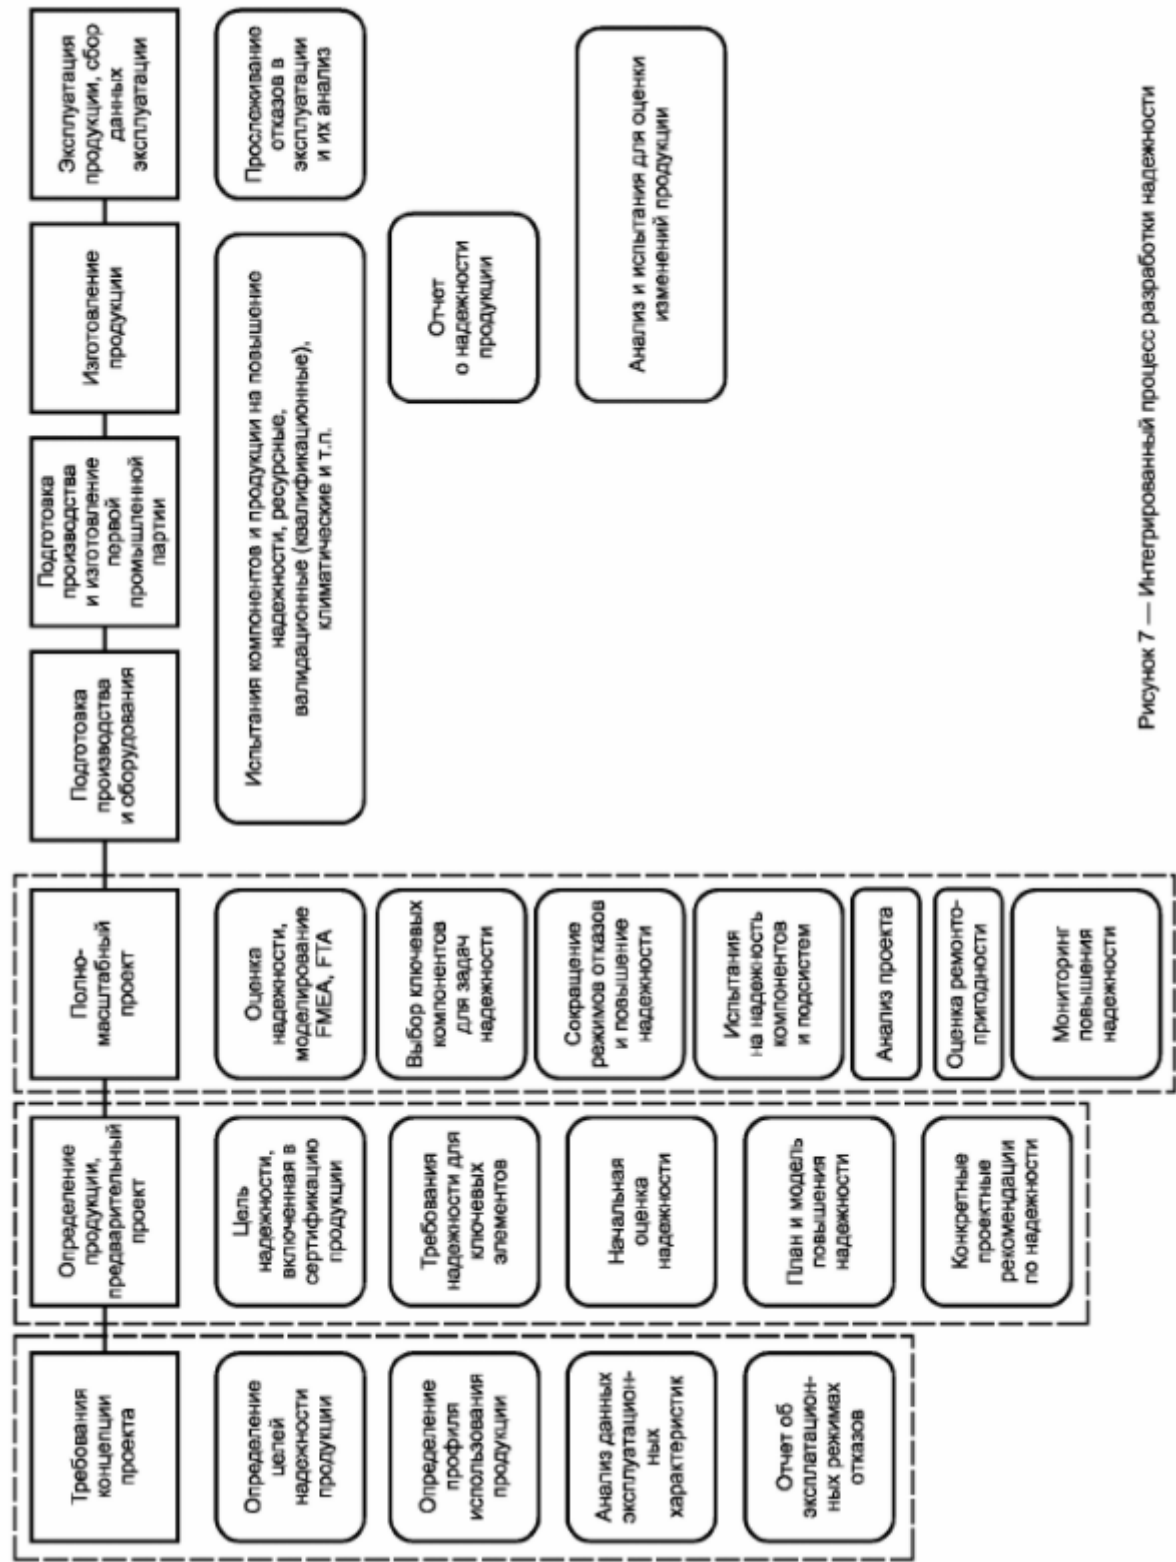 Требования
концепции
проекта
Определение
целей
надежности
продукции
Определение
профиля
использования
продукции
Анализ данных
эксплуатацион-
ных
характеристик
Отчет об
эксплатацион-
ных режимах
отказов
Определение
продукции,
предварительный
проект
Цель
надежности,
включенная в
сертификацию
продукции
Требования
надежности для
ключевых
элементов
Начальная
оценка
надежности
План и модель
повышения
надежности
Конкретные
проектные
рекомендации
по надежности
Полно-
масштабный
проект
Оценка
надежности,
моделирование
FMEA, FTA
Выбор ключевых
компонентов
для задач
надежности
Сокращение
режимов отказов
и повышение
надежности
Испытания
на надежность
компонентов
и подсистем
Анализ проекта
Оценка ремонто-
пригодности
Мониторинг
повышения
надежности
Подготовка
производства
и оборудования
Подготовка
производства
и изготовление
первой
промышленной
партии
Изготовление
продукции
Эксплуатация
продукции, сбор
данных
эксплуатации
Испытания компонентов и продукции на повышение
надежности, ресурсные,
валидационные (квалификационные),
климатические и т.п.
Прослеживание
отказов в
эксплуатации
и их анализ
Отчет
о надежности
продукции
Анализ и испытания для оценки
изменений продукции
Рисунок 7 — Интегрированный процесс разработки надежности